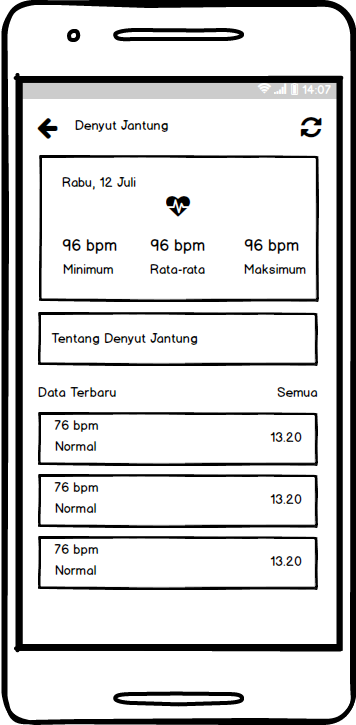 14:07
Denyut Jantung
Rabu, 12 Juli
96 bpm 96 bpm 96 bpm
Minimum Rata-rata Maksimum
Tentang Denyut Jantung
Data Terbaru Semua
76 bpm
Normal 13.20
76 bpm
Normal 13.20
76 bpm
Normal 13.20